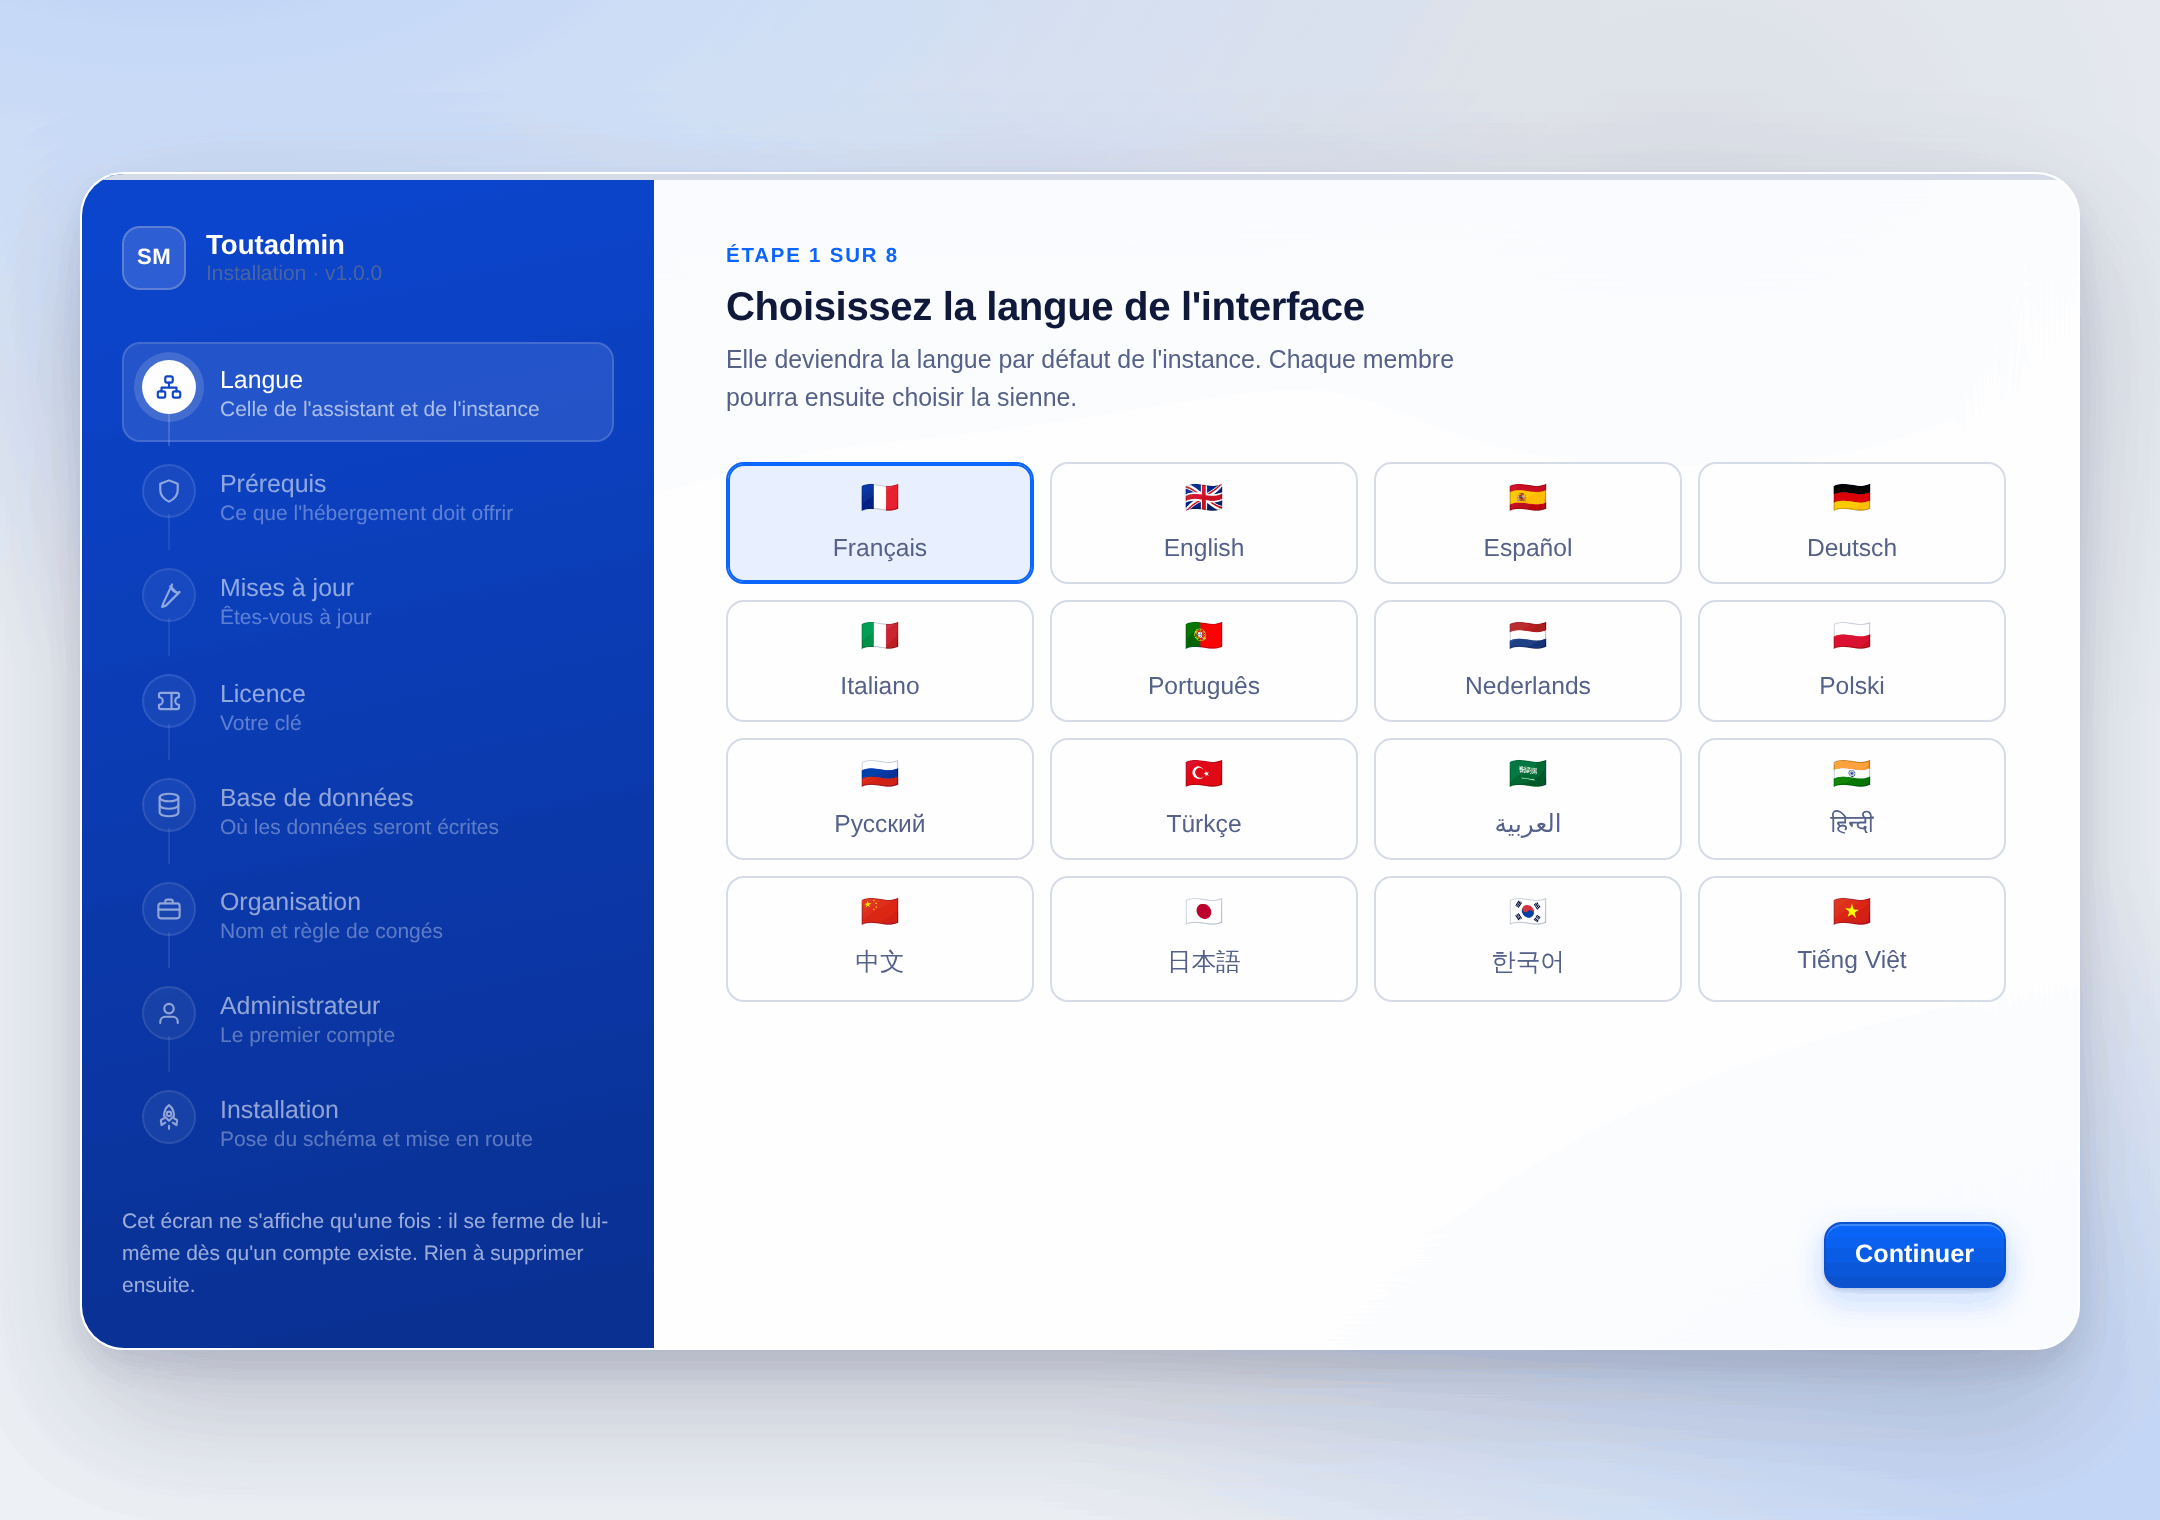 SM
Toutadmin
Installation · v1.0.0
Langue
Celle de l'assistant et de l'instance
Prérequis
Ce que l'hébergement doit offrir
Mises à jour
Êtes-vous à jour
Licence
Votre clé
Base de données
Où les données seront écrites
Organisation
Nom et règle de congés
Administrateur
Le premier compte
Installation
Pose du schéma et mise en route
Cet écran ne s'affiche qu'une fois : il se ferme de lui-
même dès qu'un compte existe. Rien à supprimer
ensuite.
ÉTAPE 1 SUR 8
Choisissez la langue de l'interface
Elle deviendra la langue par défaut de l'instance. Chaque membre
pourra ensuite choisir la sienne.
Français
English
Español
Deutsch
Italiano
Português
Nederlands
Polski
Русский
Türkçe
العربية
हिन्दी
中文
日本語
한국어
Tiếng Việt
Continuer